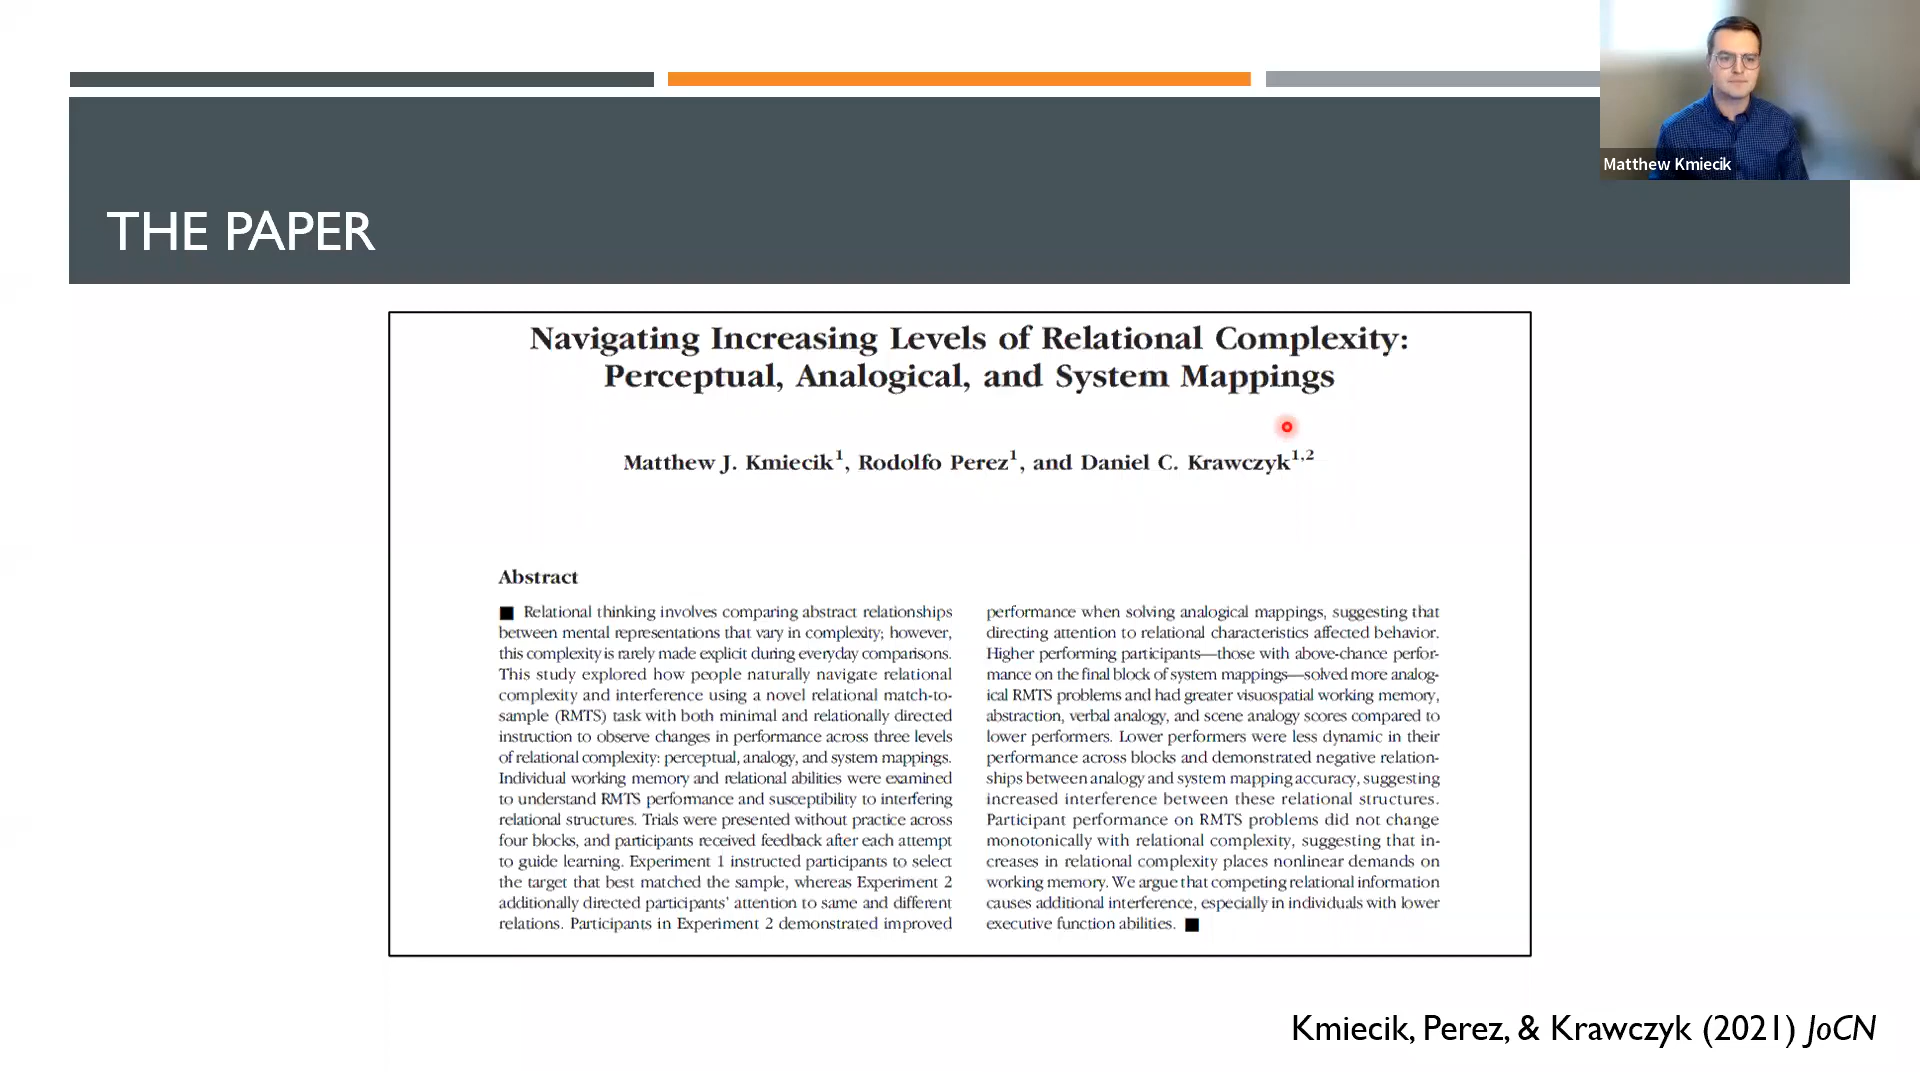 Matthew Kmiecik
THE PAPER
Navigating Increasing Levels of Relational Complexity:
Perceptual, Analogical, and System Mappings
Matthew J. Kmiecik1, Rodolfo Perez1, and Daniel C. Krawczyk1,2
Abstract
■ Relational thinking involves comparing abstract relationships
between mental representations that vary in complexity; however,
this complexity is rarely made explicit during everyday comparisons.
This study explored how people naturally navigate relational
complexity and interference using a novel relational match-to-
sample (RMTS) task with both minimal and relationally directed
instruction to observe changes in performance across three levels
of relational complexity: perceptual, analogy, and system mappings.
Individual working memory and relational abilities were examined
to understand RMTS performance and susceptibility to interfering
relational structures. Trials were presented without practice across
four blocks, and participants received feedback after each attempt
to guide learning. Experiment 1 instructed participants to select
the target that best matched the sample, whereas Experiment 2
additionally directed participants' attention to same and different
relations. Participants in Experiment 2 demonstrated improved
performance when solving analogical mappings, suggesting that
directing attention to relational characteristics affected behavior.
Higher performing participants—those with above-chance perfor-
mance on the final block of system mappings—solved more analog-
ical RMTS problems and had greater visuospatial working memory,
abstraction, verbal analogy, and scene analogy scores compared to
lower performers. Lower performers were less dynamic in their
performance across blocks and demonstrated negative relation-
ships between analogy and system mapping accuracy, suggesting
increased interference between these relational structures.
Participant performance on RMTS problems did not change
monotonically with relational complexity, suggesting that in-
creases in relational complexity places nonlinear demands on
working memory. We argue that competing relational information
causes additional interference, especially in individuals with lower
executive function abilities. ■
Kmiecik, Perez, & Krawczyk (2021) JoCN